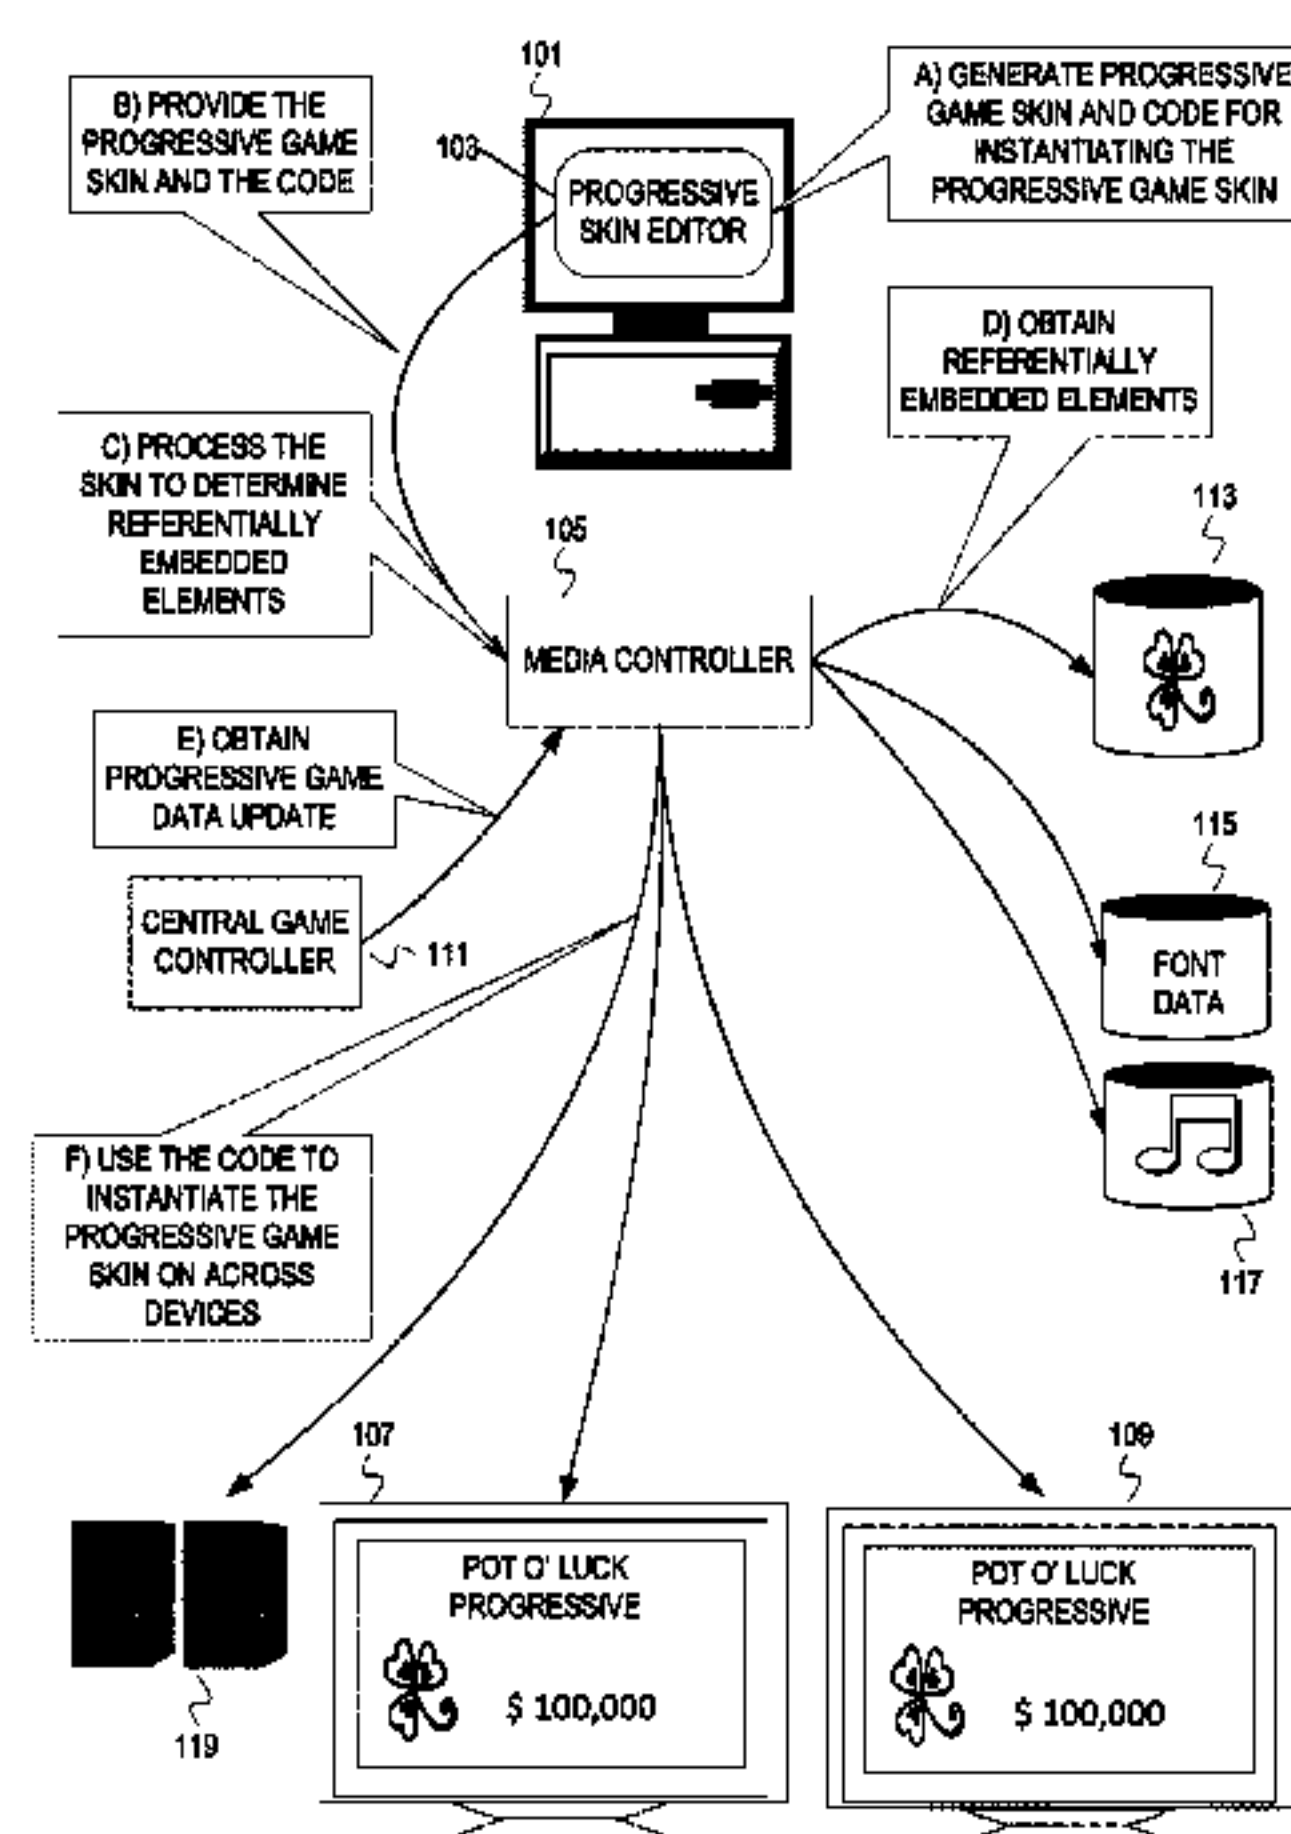 101
B) PROVIDE THE
PROGRESSIVE GAME
SKIN AND THE CODE
A) GENERATE PROGRESSIVE
GAME SKIN AND CODE FOR
INSTANTIATING THE
PROGRESSIVE GAME SKIN
103
PROGRESSIVE
SKIN EDITOR
D) OBTAIN
REFERENTIALLY
EMBEDDED ELEMENTS
C) PROCESS THE
SKIN TO DETERMINE
REFERENTIALLY
EMBEDDED
ELEMENTS
105
113
MEDIA CONTROLLER
E) OBTAIN
PROGRESSIVE GAME
DATA UPDATE
115
CENTRAL GAME
CONTROLLER
111
FONT
DATA
F) USE THE CODE TO
INSTANTIATE THE
PROGRESSIVE GAME
SKIN ON ACROSS
DEVICES
117
107
109
POT O' LUCK
PROGRESSIVE
$ 100,000
POT O' LUCK
PROGRESSIVE
$ 100,000
119